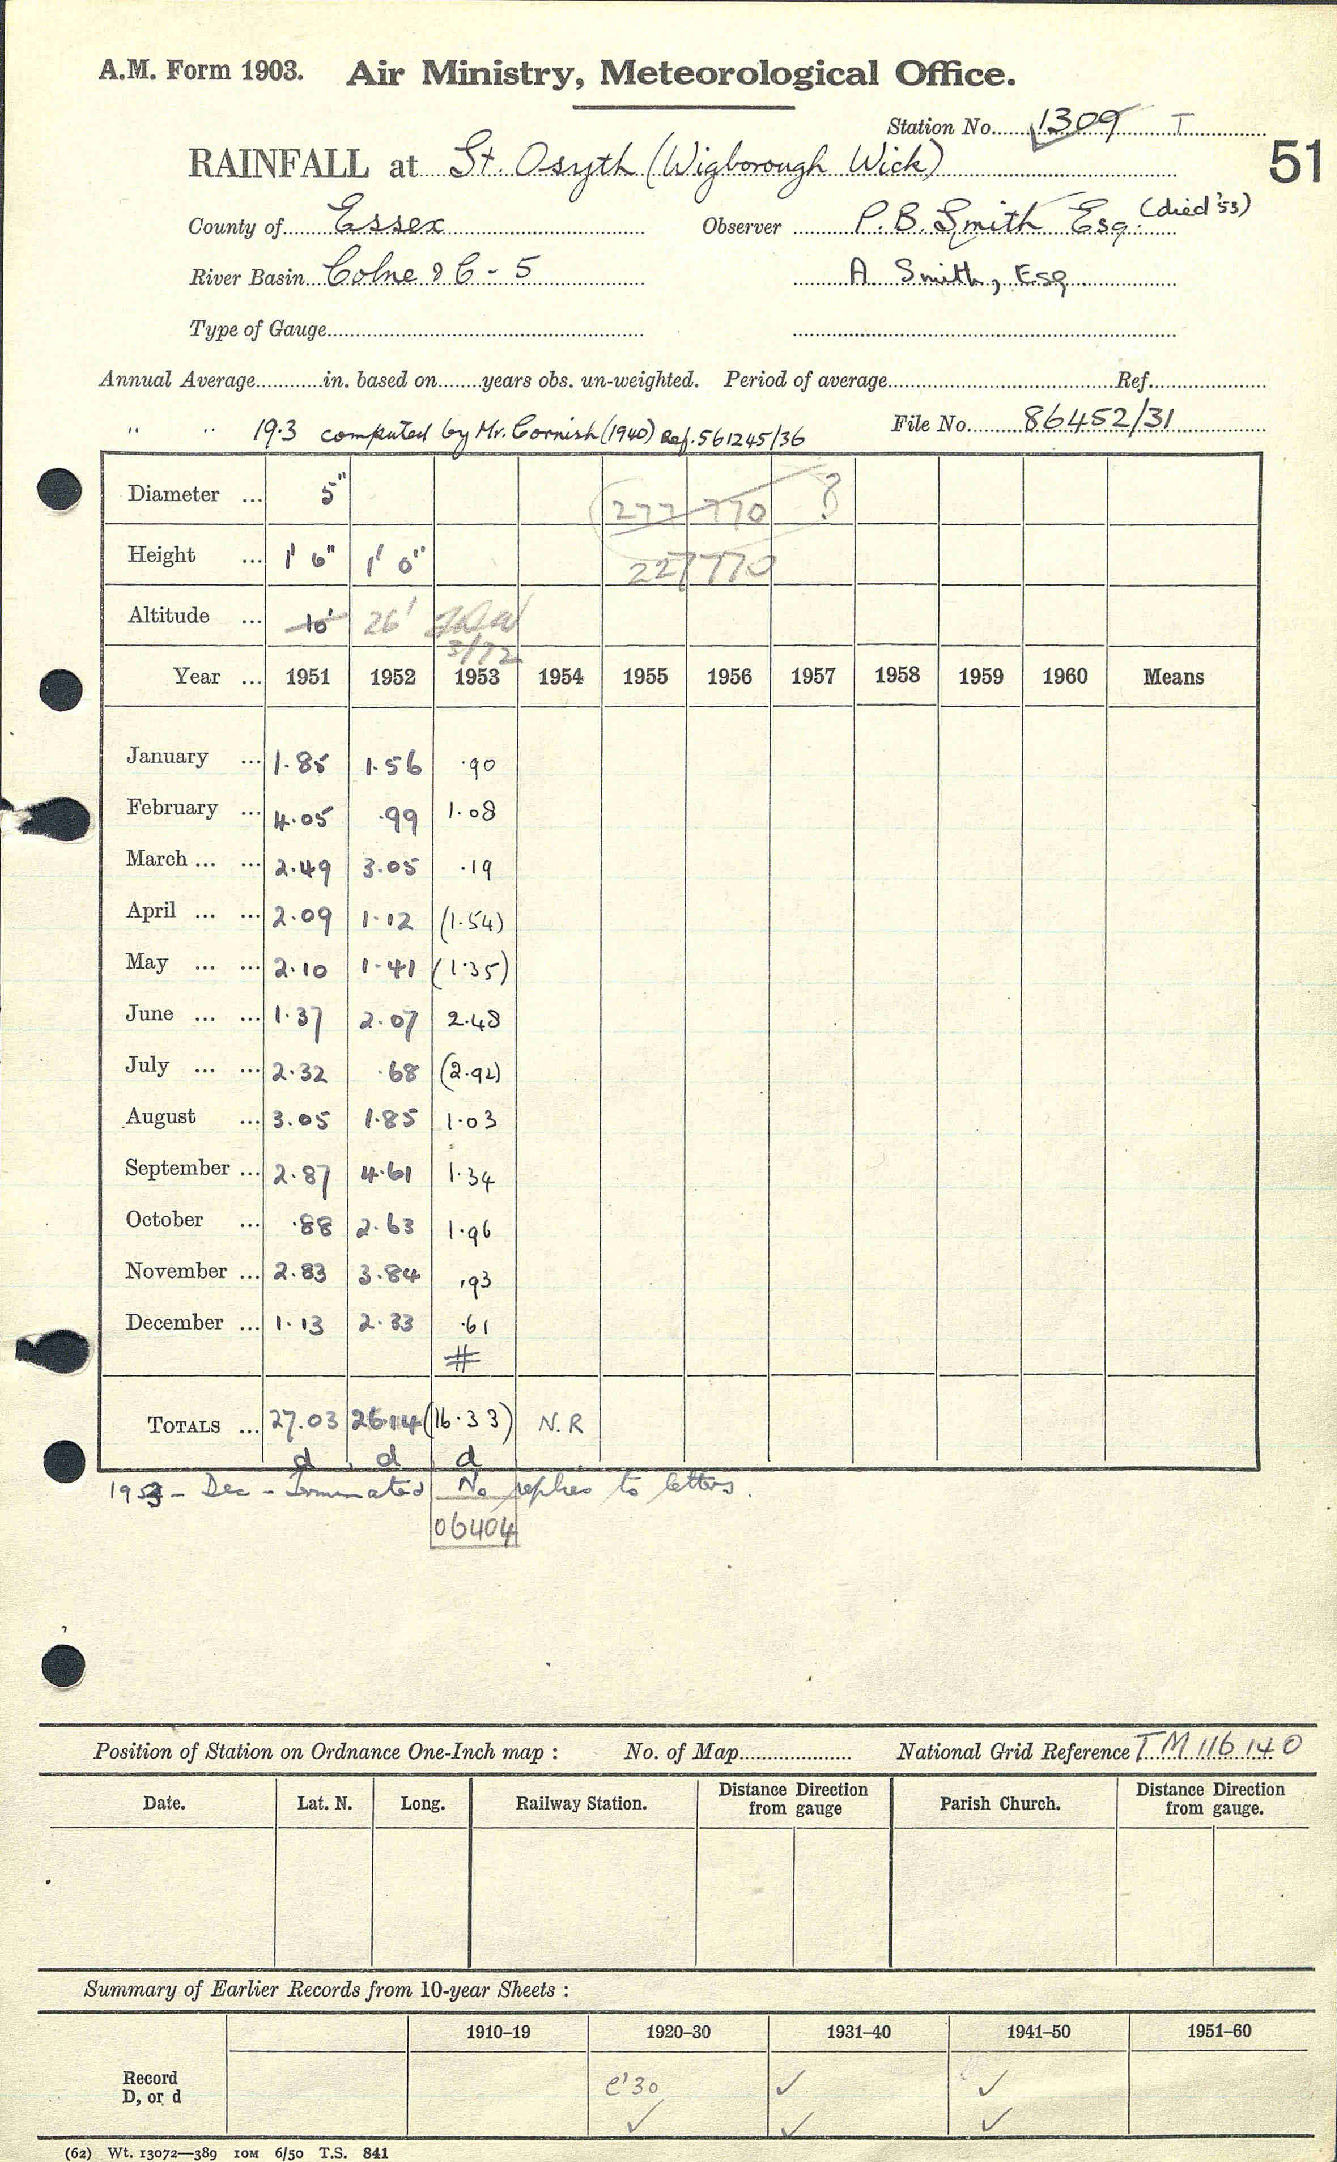 A.M. Form 1903. Air Ministry, Meteorological Office.
Station No. 1309 T
51
RAINFALL at St. Osyth (Wigborough Wick)
County of Essex Observer P.B. Smith Esq. (died '53)
River Basin Colne & C - 5 A Smith, Esq
Type of Gauge
Annual Average in. based on years obs. un-weighted. Period of average Ref.
" " 19.3 computed by Mr. Cornish (1940) Ref. 561245/36 File No. 86452/31
Diameter ... 5" 277 770 ?
Height ... 1' 6" 1' 0" 227770
Altitude ... 10' 26'
3/72
Year ... 1951 1952 1953 1954 1955 1956 1957 1958 1959 1960 Means
January ... 1.85 1.56 .90
February ... 4.05 .99 1.08
March ... ... 2.49 3.05 .19
April ... ... 2.09 1.12 (1.54)
May ... ... 2.10 1.41 (1.35)
June ... ... 1.37 2.07 2.48
July ... ... 2.32 .68 (2.92)
August ... 3.05 1.85 1.03
September ... 2.87 4.61 1.34
October ... .88 2.63 1.96
November ... 2.83 3.84 .93
December ... 1.13 2.33 .61
#
TOTALS ... 27.03 26.14 (16.33) N.R
d d d
1953 - Dec - Terminated No replies to letters.
06404
Position of Station on Ordnance One-Inch map : No. of Map National Grid Reference TM 116 140
Date. Lat. N. Long. Railway Station. Distance Direction from gauge Parish Church. Distance Direction from gauge.
Summary of Earlier Records from 10-year Sheets :
1910–19 1920–30 1931–40 1941–50 1951–60
Record
D, or d
e'30 ✓ ✓
✓ ✓ ✓
(62) Wt. 13072—389 10M 6/50 T.S. 841